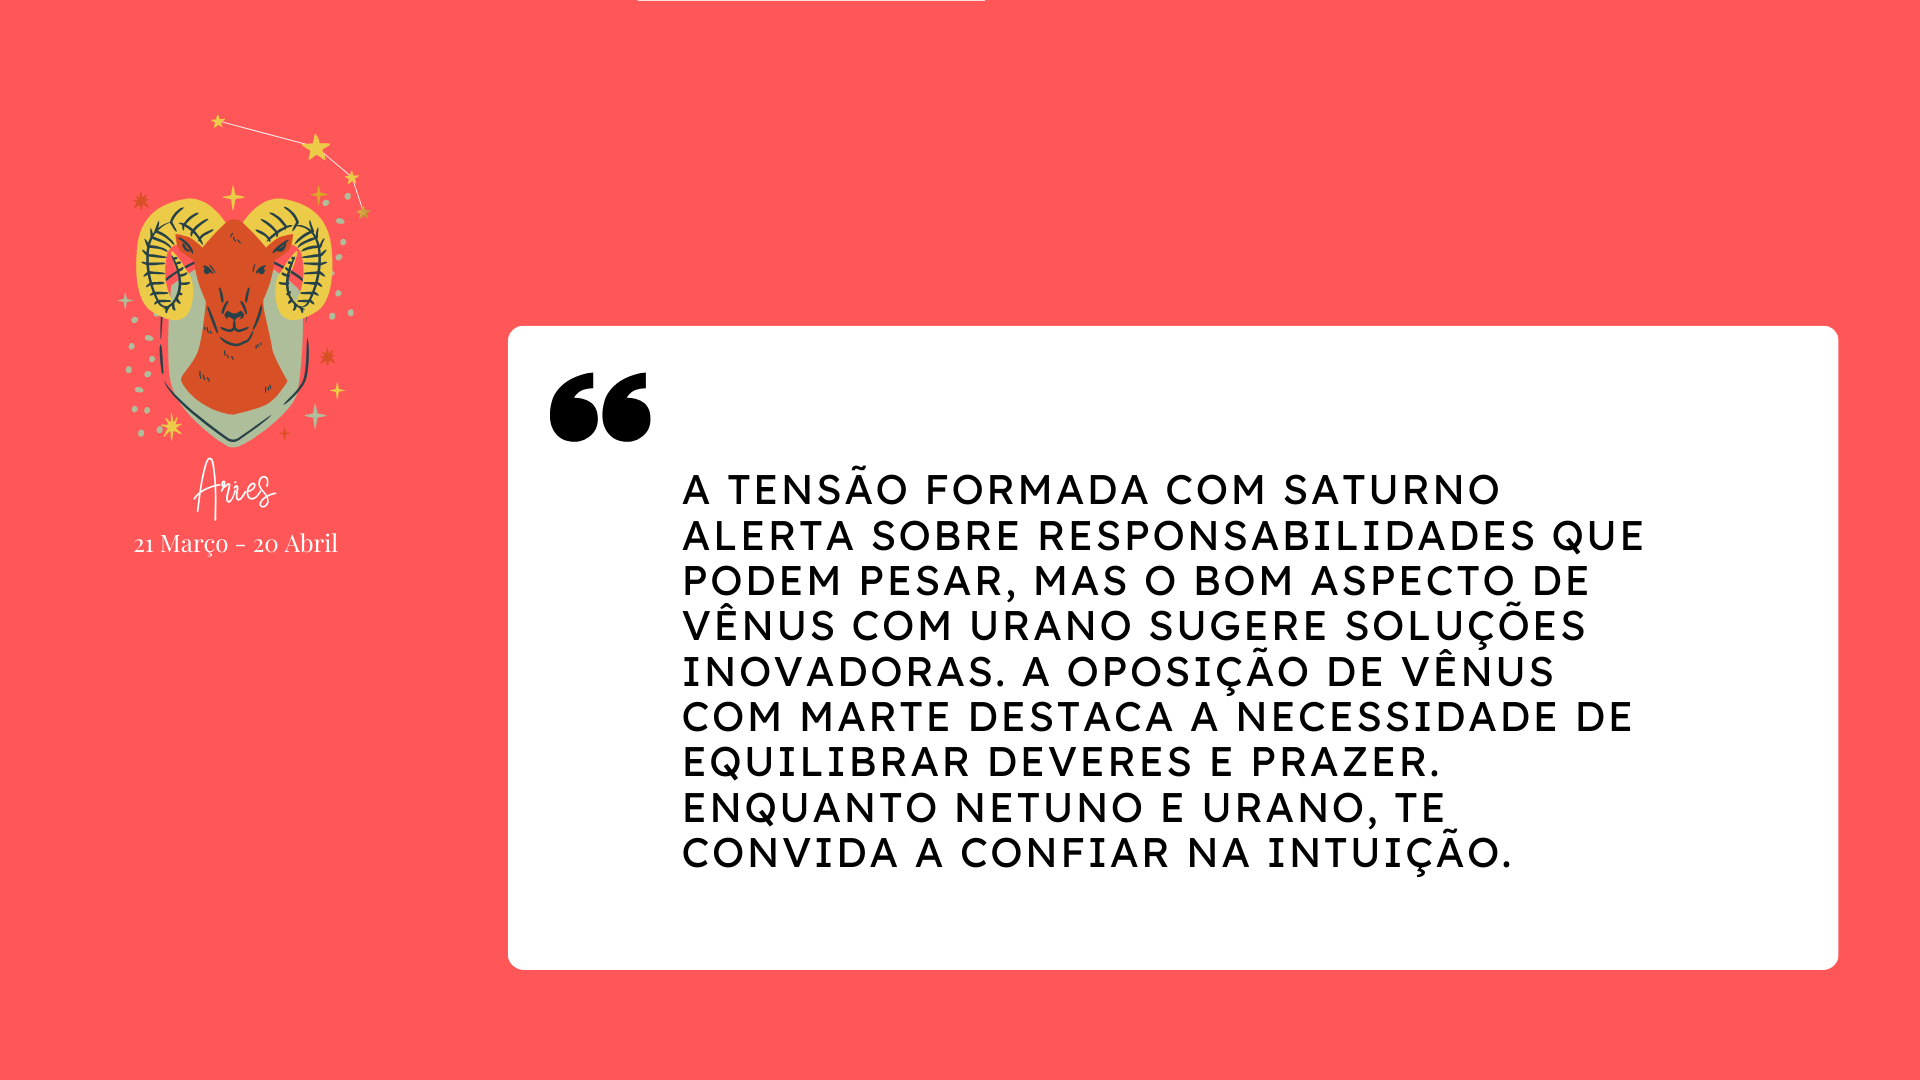 Aries
21 Março - 20 Abril
A TENSÃO FORMADA COM SATURNO
ALERTA SOBRE RESPONSABILIDADES QUE
PODEM PESAR, MAS O BOM ASPECTO DE
VÊNUS COM URANO SUGERE SOLUÇÕES
INOVADORAS. A OPOSIÇÃO DE VÊNUS
COM MARTE DESTACA A NECESSIDADE DE
EQUILIBRAR DEVERES E PRAZER.
ENQUANTO NETUNO E URANO, TE
CONVIDA A CONFIAR NA INTUIÇÃO.